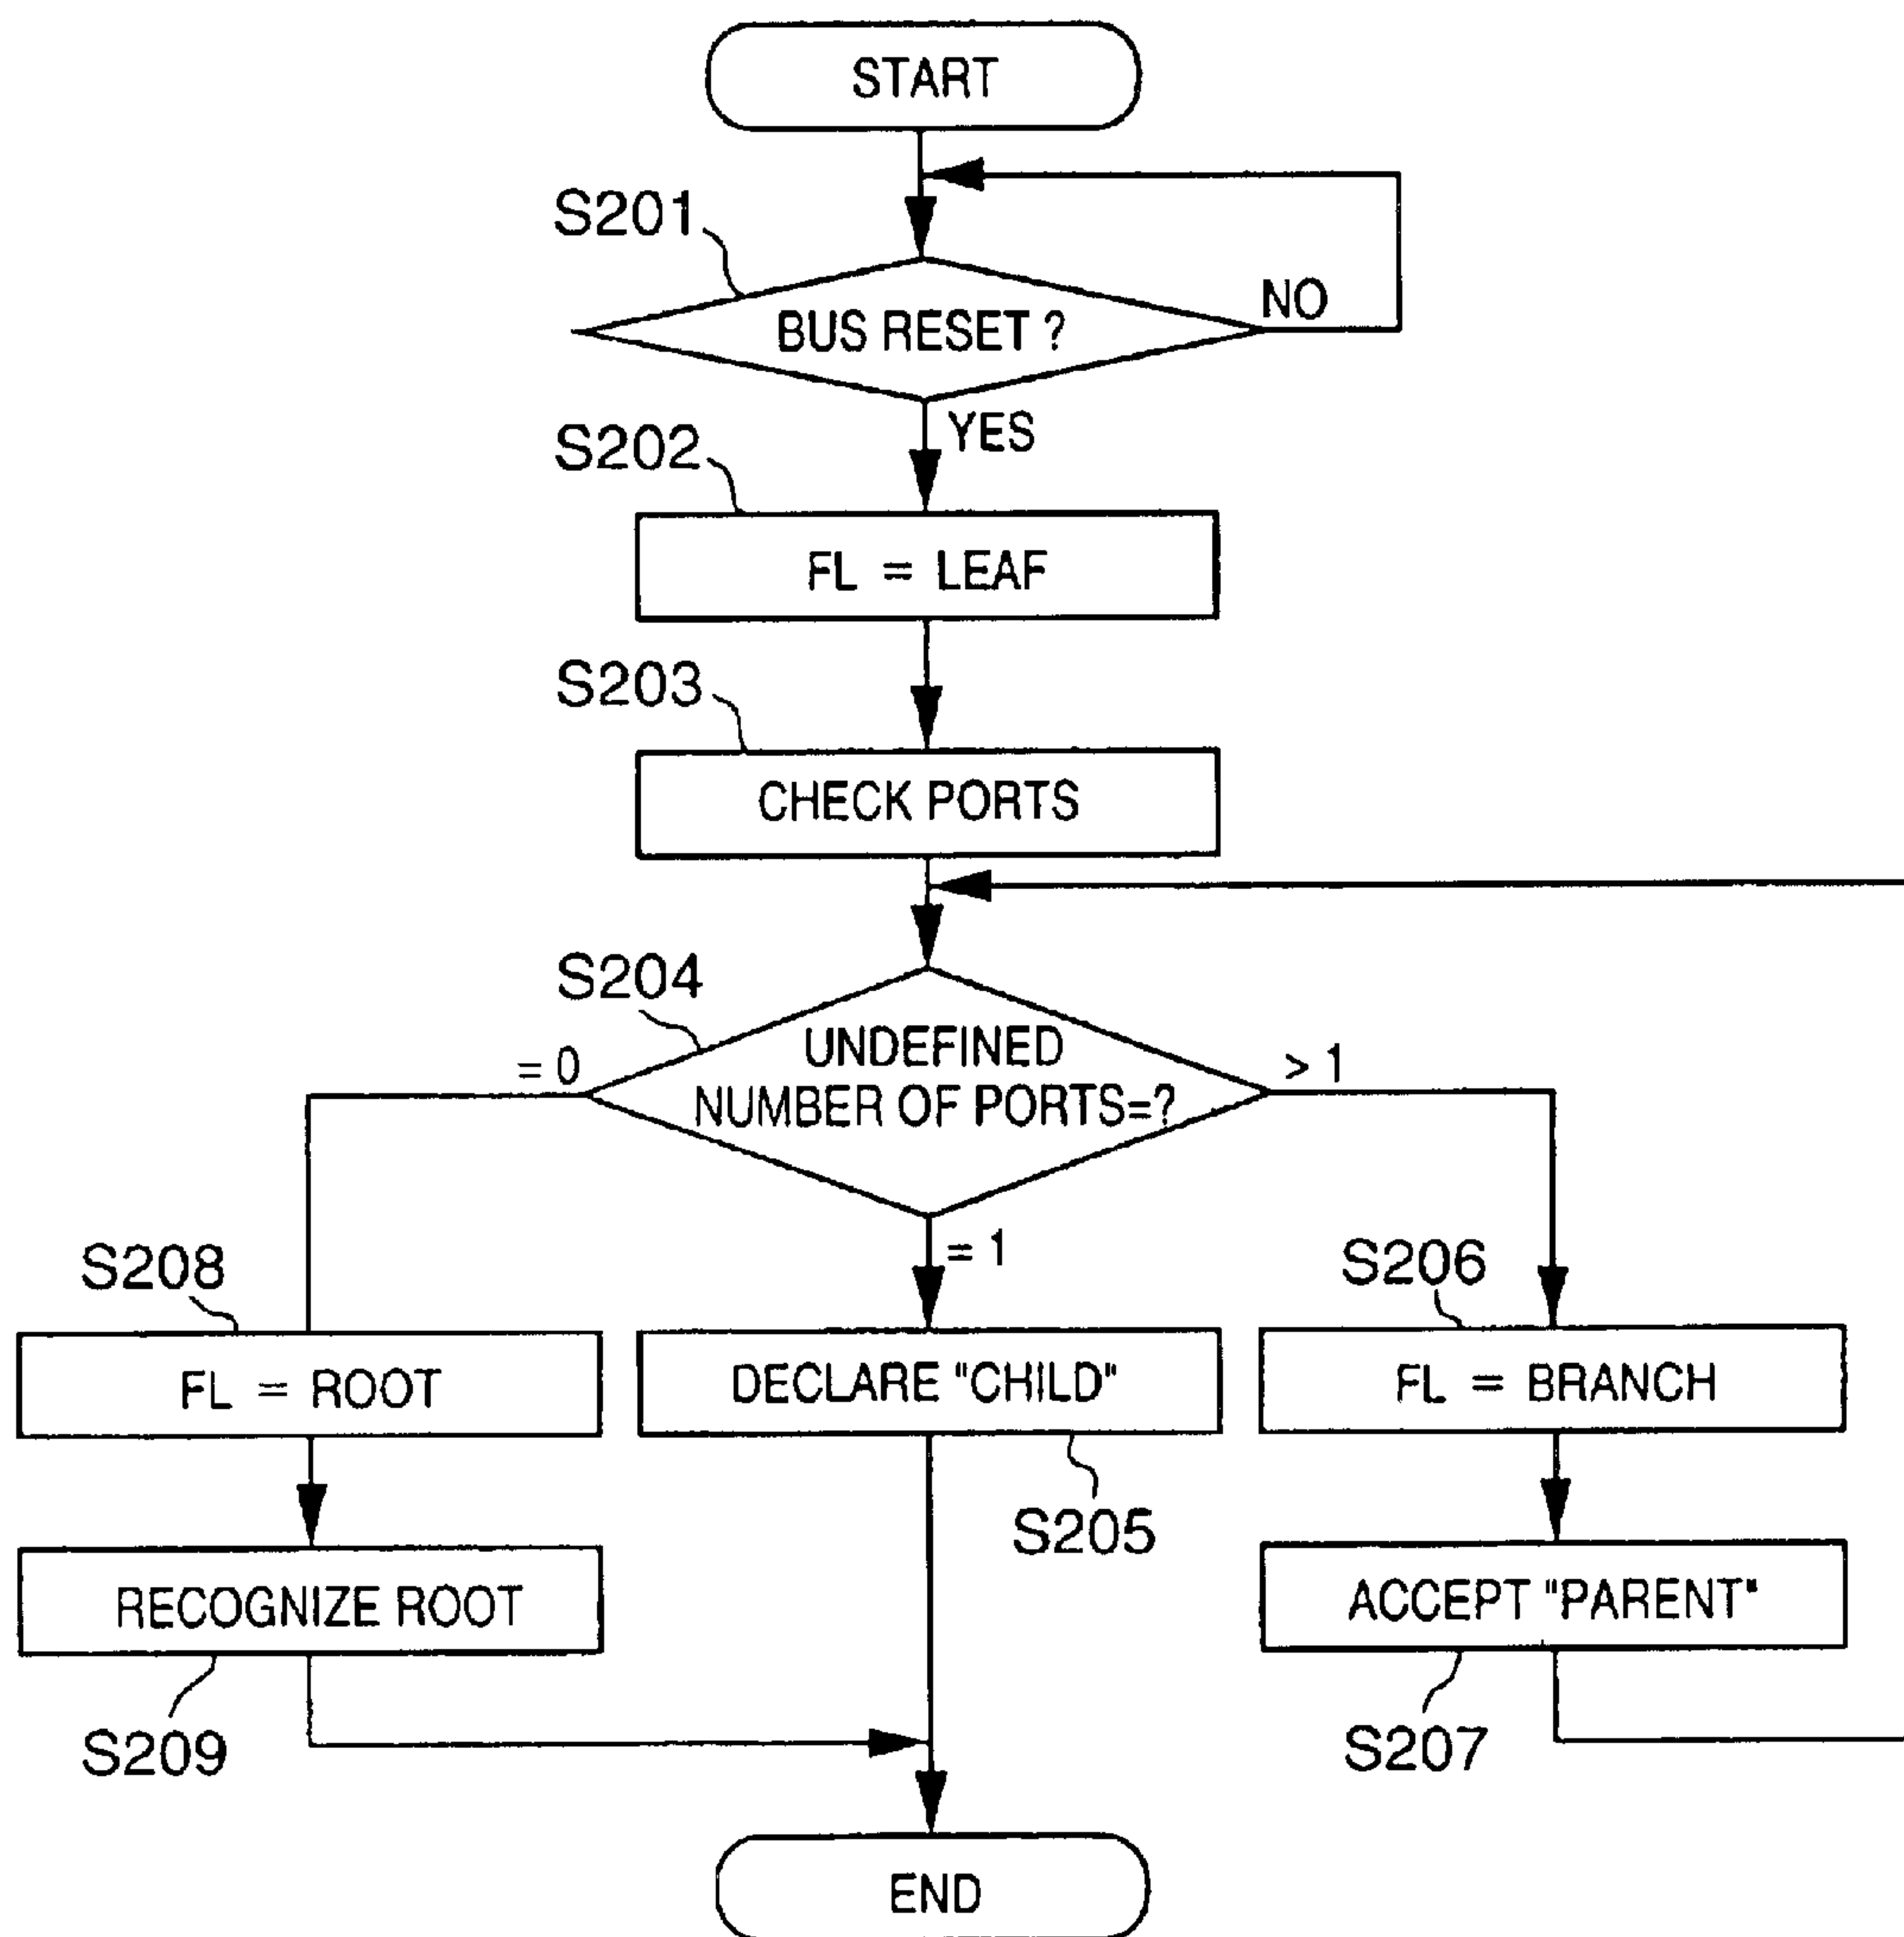 START
S201
BUS RESET ?
NO
YES
S202
FL = LEAF
S203
CHECK PORTS
S204
UNDEFINED
NUMBER OF PORTS=?
= 0
> 1
= 1
S208
S206
FL = ROOT
DECLARE "CHILD"
FL = BRANCH
S205
RECOGNIZE ROOT
ACCEPT "PARENT"
S209
S207
END